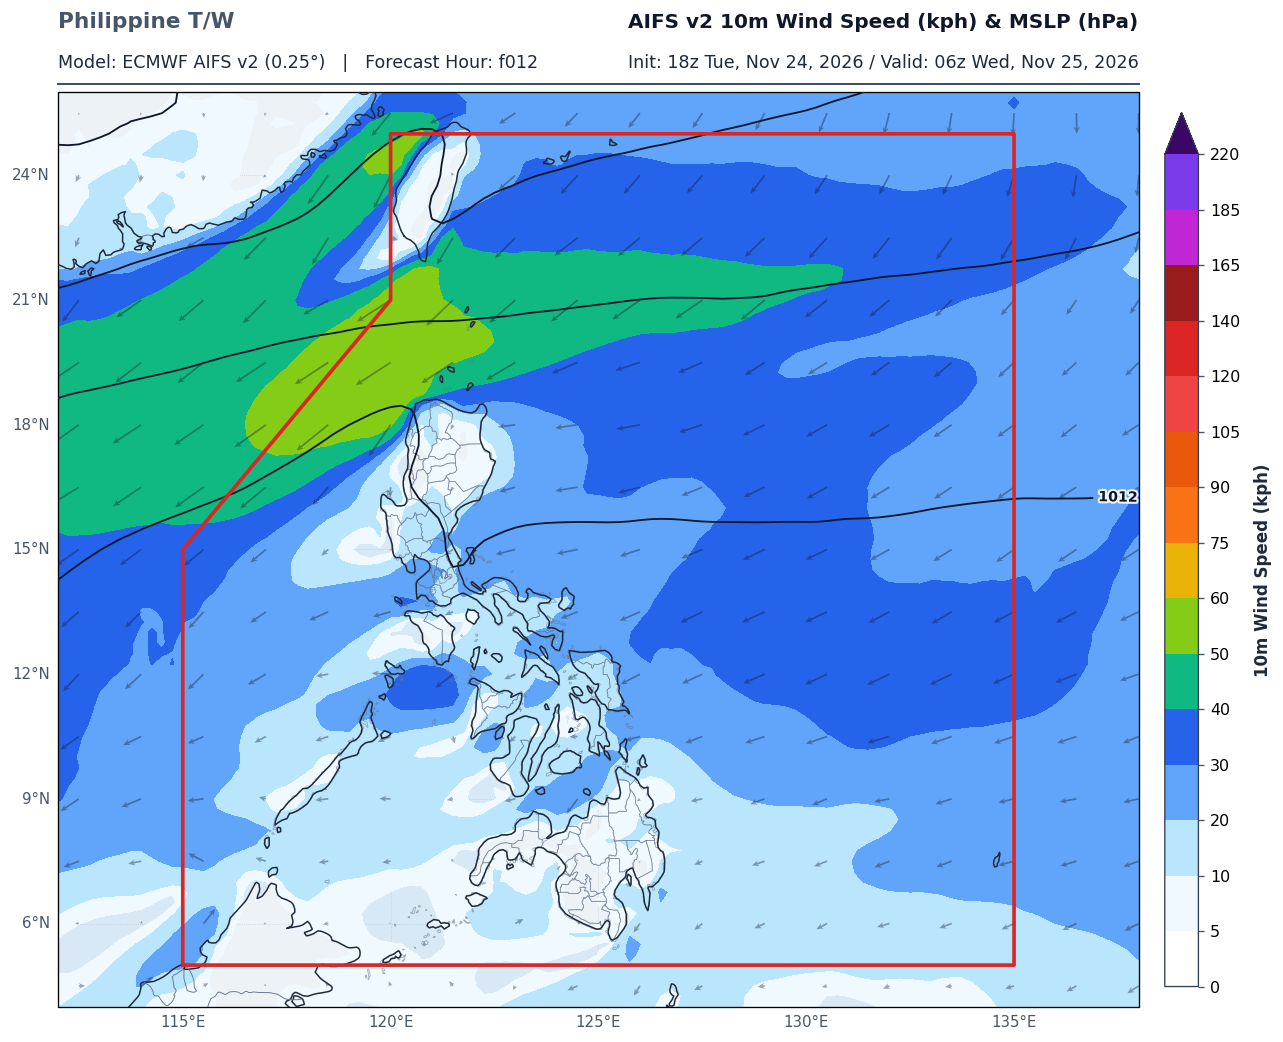 Philippine T/W
AIFS v2 10m Wind Speed (kph) & MSLP (hPa)
Model: ECMWF AIFS v2 (0.25°) | Forecast Hour: f012
Init: 18z Tue, Nov 24, 2026 / Valid: 06z Wed, Nov 25, 2026
24°N
21°N
18°N
15°N
12°N
9°N
6°N
1012
115°E
120°E
125°E
130°E
135°E
220
185
165
140
120
105
90
75
60
50
40
30
20
10
5
0
10m Wind Speed (kph)